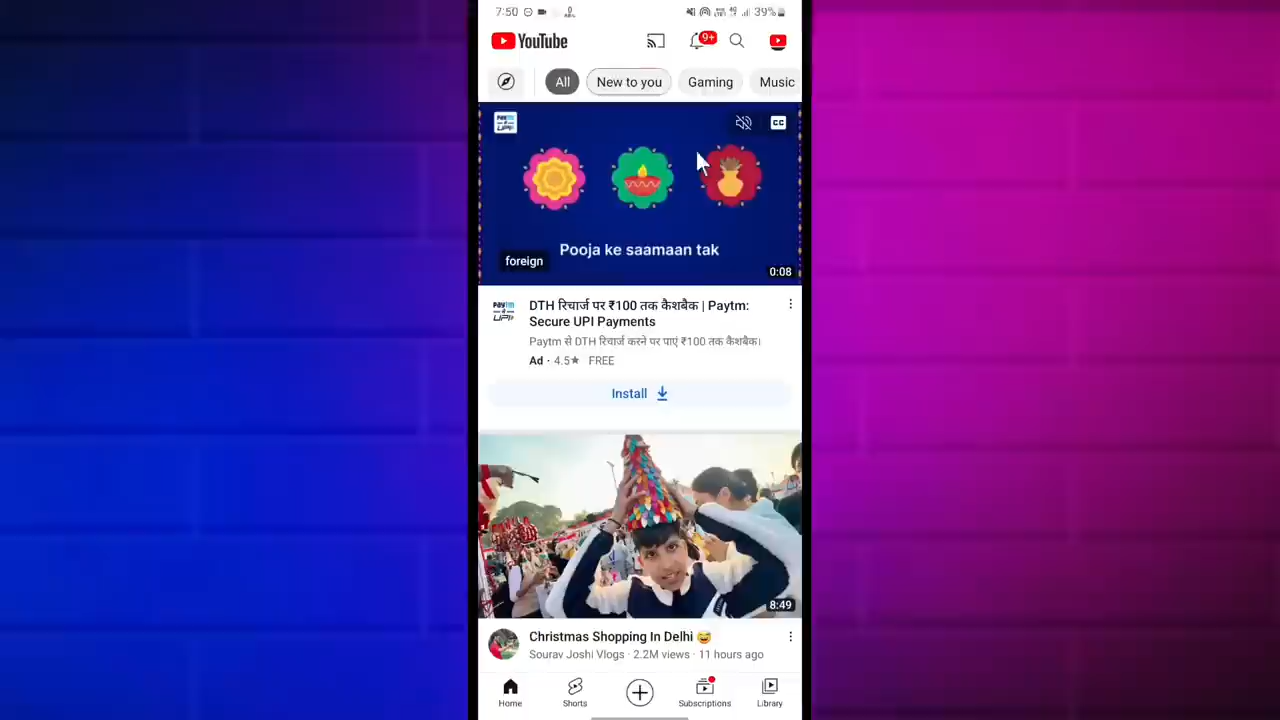 7:50
39%
YouTube
9+
All
New to you
Gaming
Music
CC
Pooja ke saamaan tak
foreign
0:08
DTH रिचार्ज पर ₹100 तक कैशबैक | Paytm:
Secure UPI Payments
Paytm से DTH रिचार्ज करने पर पाएं ₹100 तक कैशबैक।
Ad · 4.5★ FREE
Install
8:49
Christmas Shopping In Delhi 😅
Sourav Joshi Vlogs · 2.2M views · 11 hours ago
Home
Shorts
Subscriptions
Library